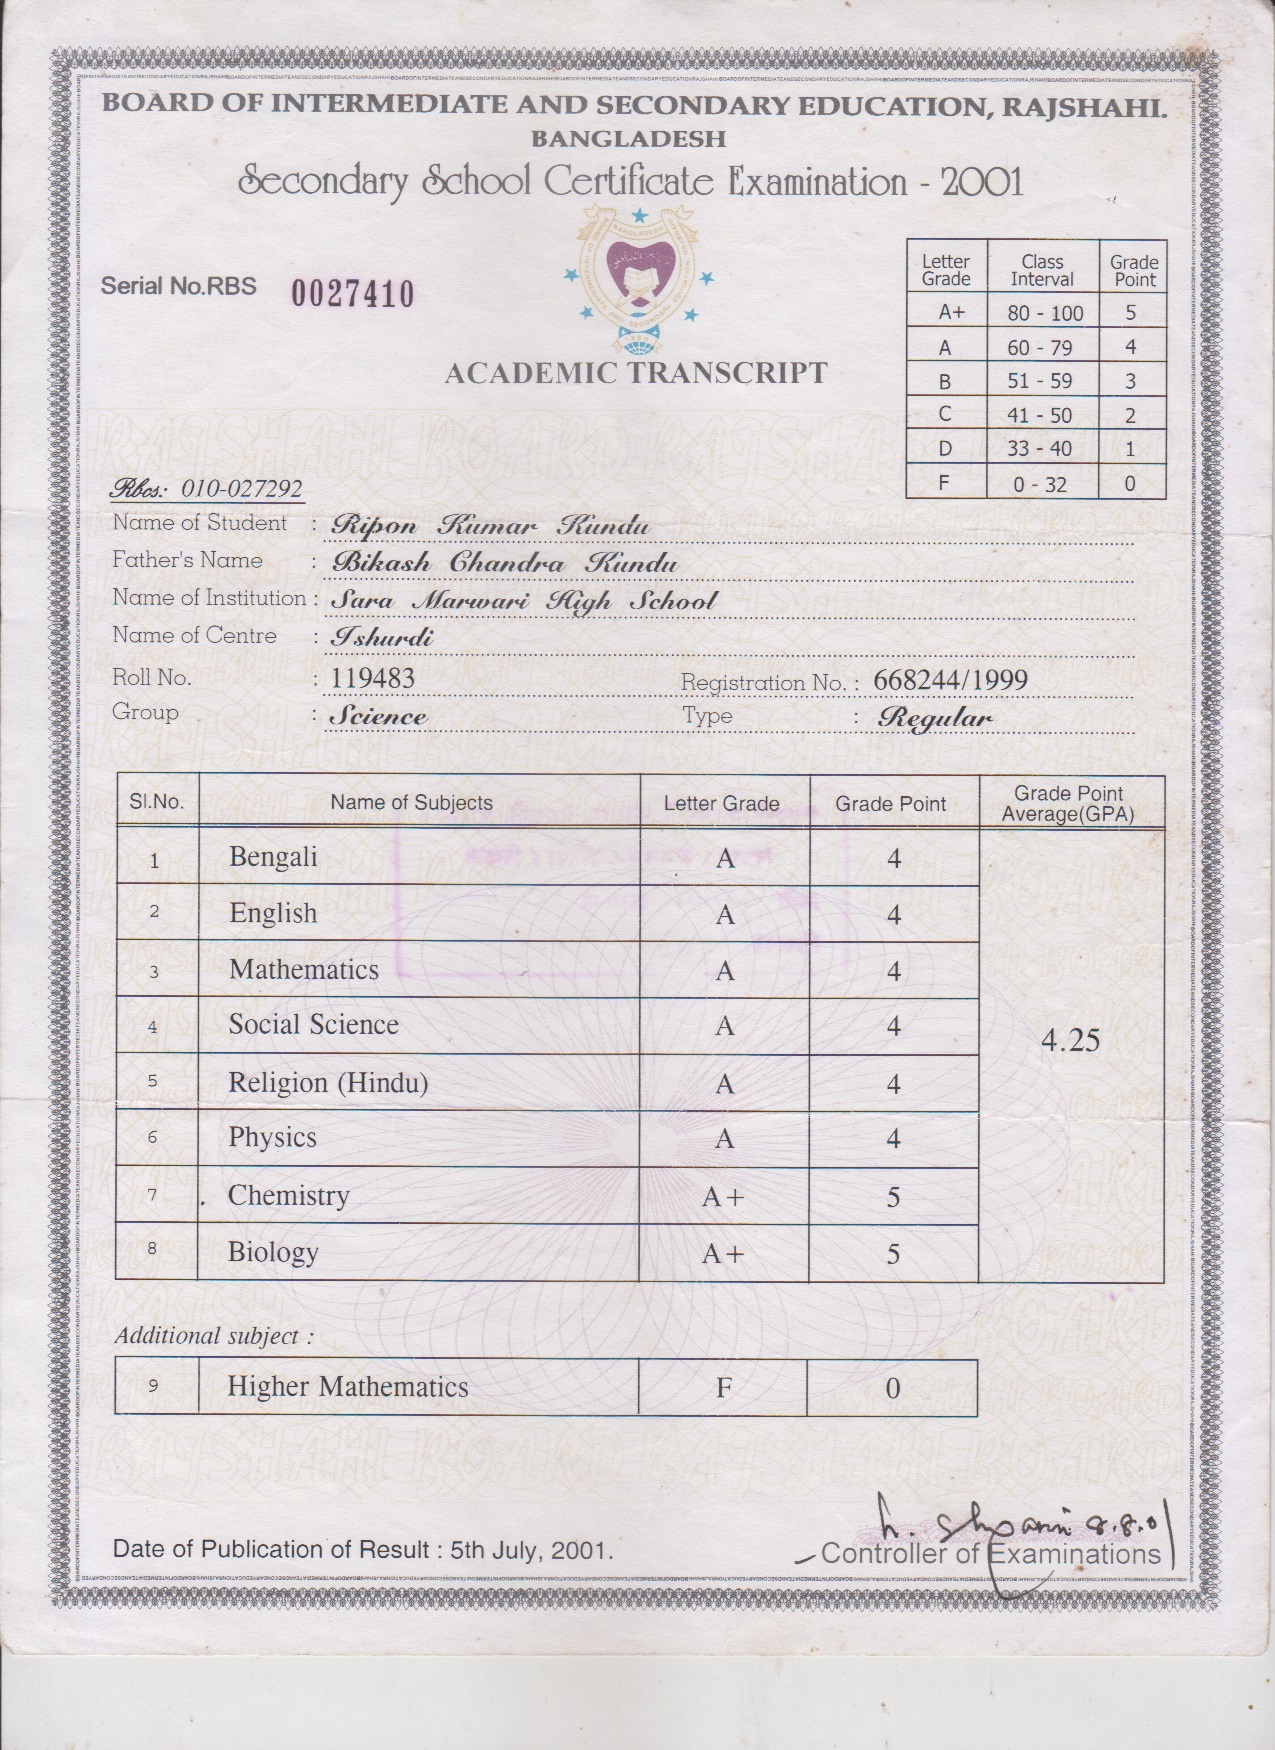 BOARD OF INTERMEDIATE AND SECONDARY EDUCATION, RAJSHAHI.
BANGLADESH
Secondary School Certificate Examination - 2001
Serial No.RBS 0027410
ACADEMIC TRANSCRIPT
Letter Grade Class Interval Grade Point
A+ 80 - 100 5
A 60 - 79 4
B 51 - 59 3
C 41 - 50 2
D 33 - 40 1
F 0 - 32 0
Rbos: 010-027292
Name of Student : Ripon Kumar Kundu
Father's Name : Bikash Chandra Kundu
Name of Institution : Sara Marwari High School
Name of Centre : Ishurdi
Roll No. : 119483 Registration No. : 668244/1999
Group : Science Type : Regular
Sl.No. Name of Subjects Letter Grade Grade Point Grade Point Average(GPA)
1 Bengali A 4
2 English A 4
3 Mathematics A 4
4 Social Science A 4
4.25
5 Religion (Hindu) A 4
6 Physics A 4
7 Chemistry A+ 5
8 Biology A+ 5
Additional subject :
9 Higher Mathematics F 0
8.8.01
Date of Publication of Result : 5th July, 2001. Controller of Examinations